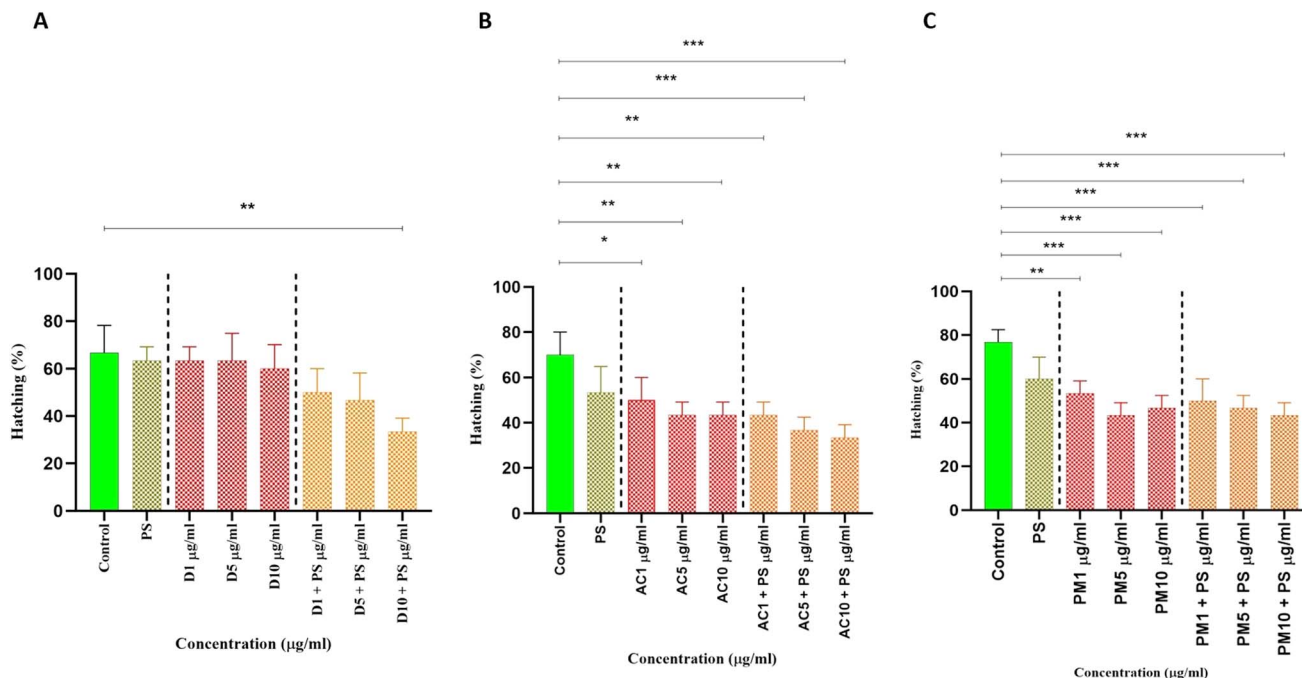 A
**
100
80
60
40
20
0
Hatching (%)
Control
PS
D1 µg/ml
D5 µg/ml
D10 µg/ml
D1 + PS µg/ml
D5 + PS µg/ml
D10 + PS µg/ml
Concentration (µg/ml)
B
***
***
**
**
**
*
100
80
60
40
20
0
Hatching (%)
Control
PS
AC1 µg/ml
AC5 µg/ml
AC10 µg/ml
AC1 + PS µg/ml
AC5 + PS µg/ml
AC10 + PS µg/ml
Concentration (µg/ml)
C
***
***
***
***
***
**
100
80
60
40
20
0
Hatching (%)
Control
PS
PM1 µg/ml
PM5 µg/ml
PM10 µg/ml
PM1 + PS µg/ml
PM5 + PS µg/ml
PM10 + PS µg/ml
Concentration (µg/ml)